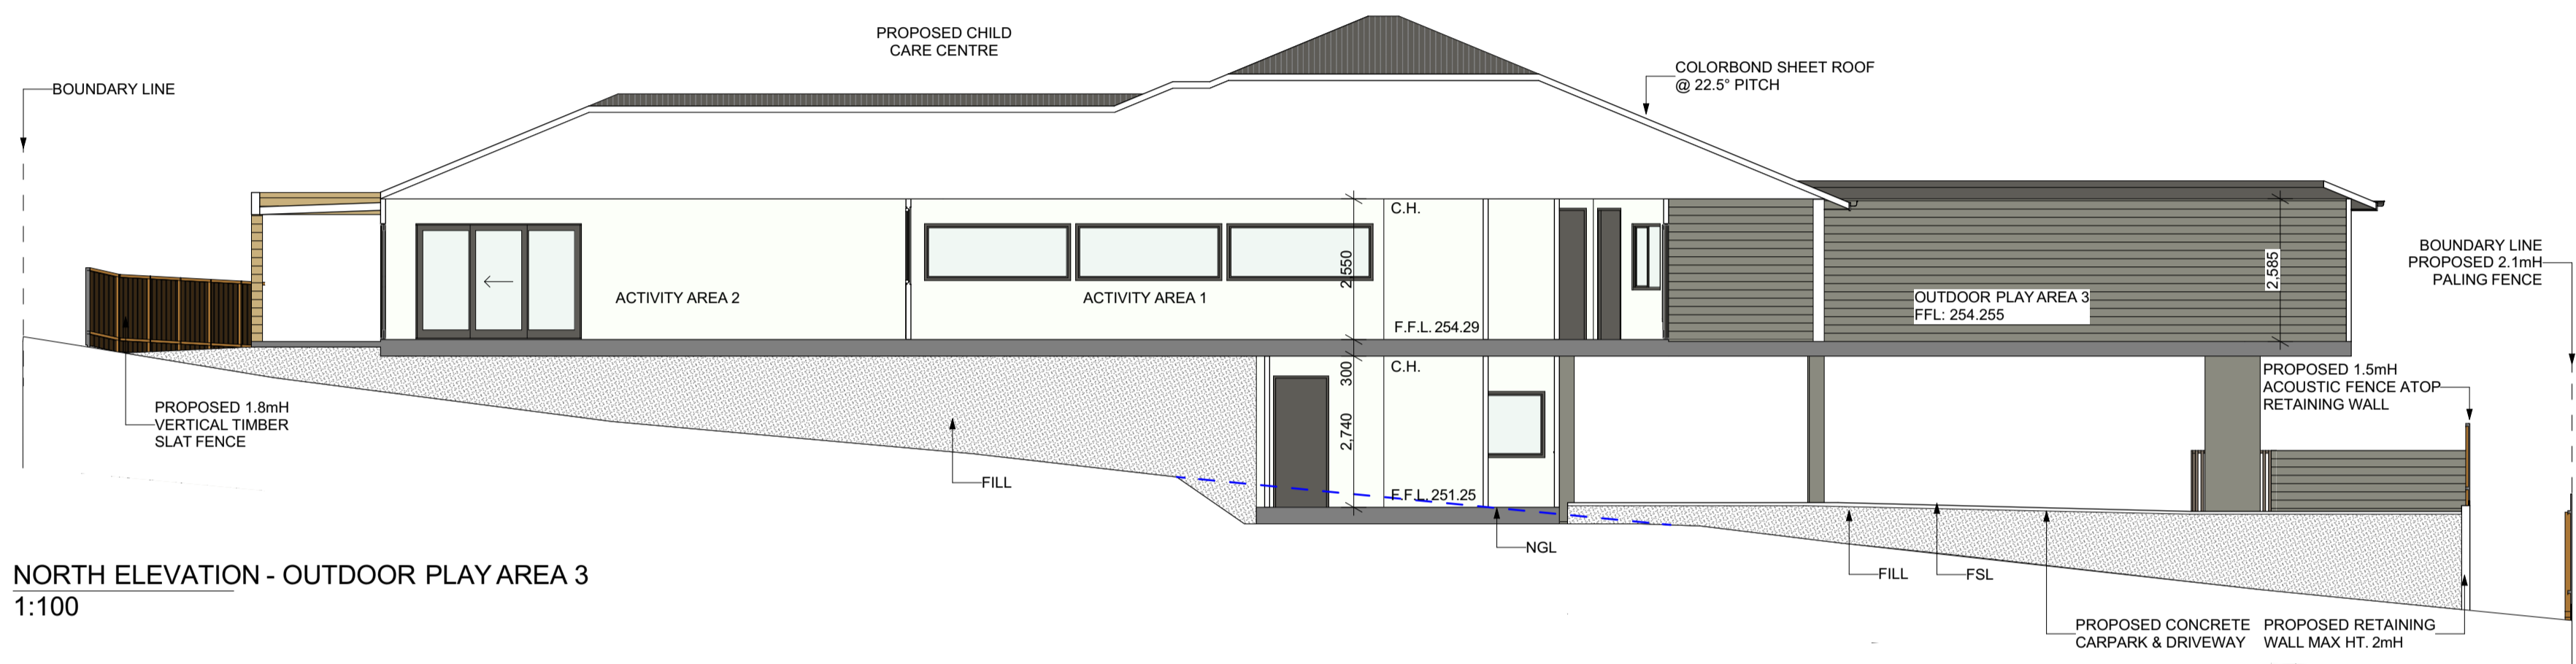 PROPOSED CHILD
CARE CENTRE
BOUNDARY LINE
COLORBOND SHEET ROOF
@ 22.5° PITCH
C.H.
2,550
ACTIVITY AREA 2
ACTIVITY AREA 1
F.F.L. 254.29
OUTDOOR PLAY AREA 3
FFL: 254.255
2,585
BOUNDARY LINE
PROPOSED 2.1mH
PALING FENCE
C.H.
300
2,740
F.F.L. 251.25
PROPOSED 1.5mH
ACOUSTIC FENCE ATOP
RETAINING WALL
PROPOSED 1.8mH
VERTICAL TIMBER
SLAT FENCE
FILL
NGL
FILL
FSL
PROPOSED CONCRETE
CARPARK & DRIVEWAY
PROPOSED RETAINING
WALL MAX HT. 2mH
NORTH ELEVATION - OUTDOOR PLAY AREA 3
1:100